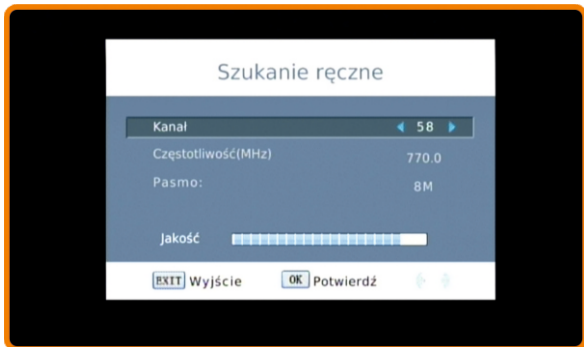 Szukanie ręczne
Kanał 58
Częstotliwość(MHz) 770.0
Pasmo: 8M
Jakość
EXIT Wyjście OK Potwierdź